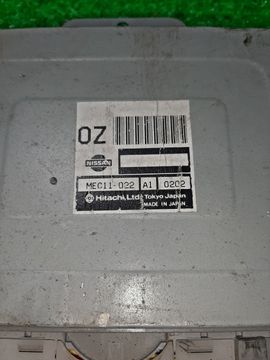 OZ
NISSAN
MEC11-022 A1 0202
Hitachi,Ltd Tokyo Japan
MADE IN JAPAN